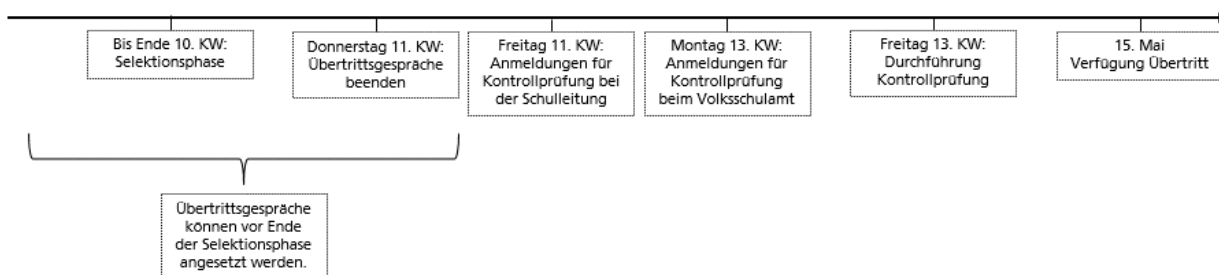 Bis Ende 10. KW:
Selektionsphase
Donnerstag 11. KW:
Übertrittsgespräche
beenden
Freitag 11. KW:
Anmeldungen für
Kontrollprüfung bei
der Schulleitung
Montag 13. KW:
Anmeldungen für
Kontrollprüfung
beim Volksschulamt
Freitag 13. KW:
Durchführung
Kontrollprüfung
15. Mai
Verfügung Übertritt
Übertrittsgespräche
können vor Ende
der Selektionsphase
angesetzt werden.